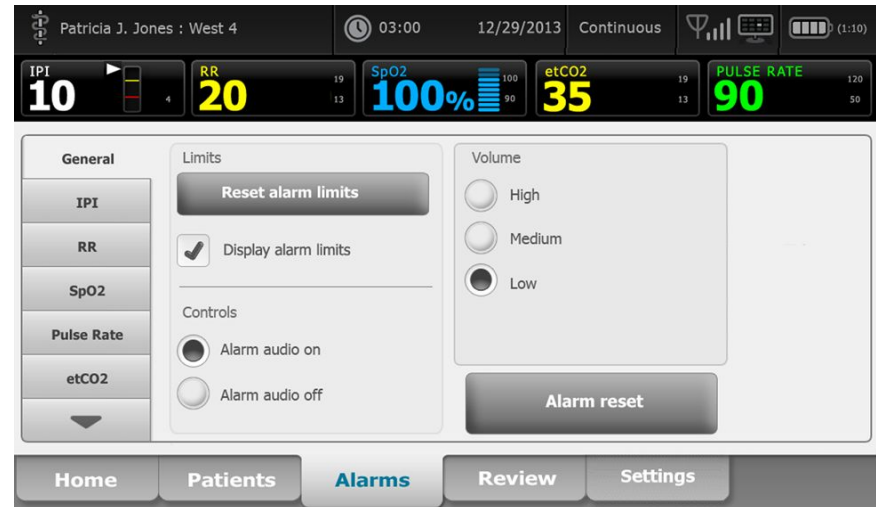 Patricia J. Jones : West 4 03:00 12/29/2013 Continuous (1:10)
IPI RR SpO2 etCO2 PULSE RATE
10 4 20 19 13 100% 100 90 35 19 13 90 120 50
General
IPI
RR
SpO2
Pulse Rate
etCO2
Limits
Reset alarm limits
Display alarm limits
Controls
Alarm audio on
Alarm audio off
Volume
High
Medium
Low
Alarm reset
Home Patients Alarms Review Settings